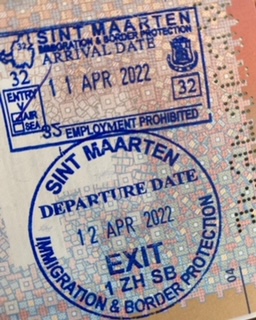 SINT MAARTEN
IMMIGRATION & BORDER PROTECTION
ARRIVAL DATE
32
11 APR 2022
ENTRY
32
AIR
SEA
EMPLOYMENT PROHIBITED
SINT MAARTEN
DEPARTURE DATE
12 APR 2022
EXIT
1 ZH SB
IMMIGRATION & BORDER PROTECTION
04